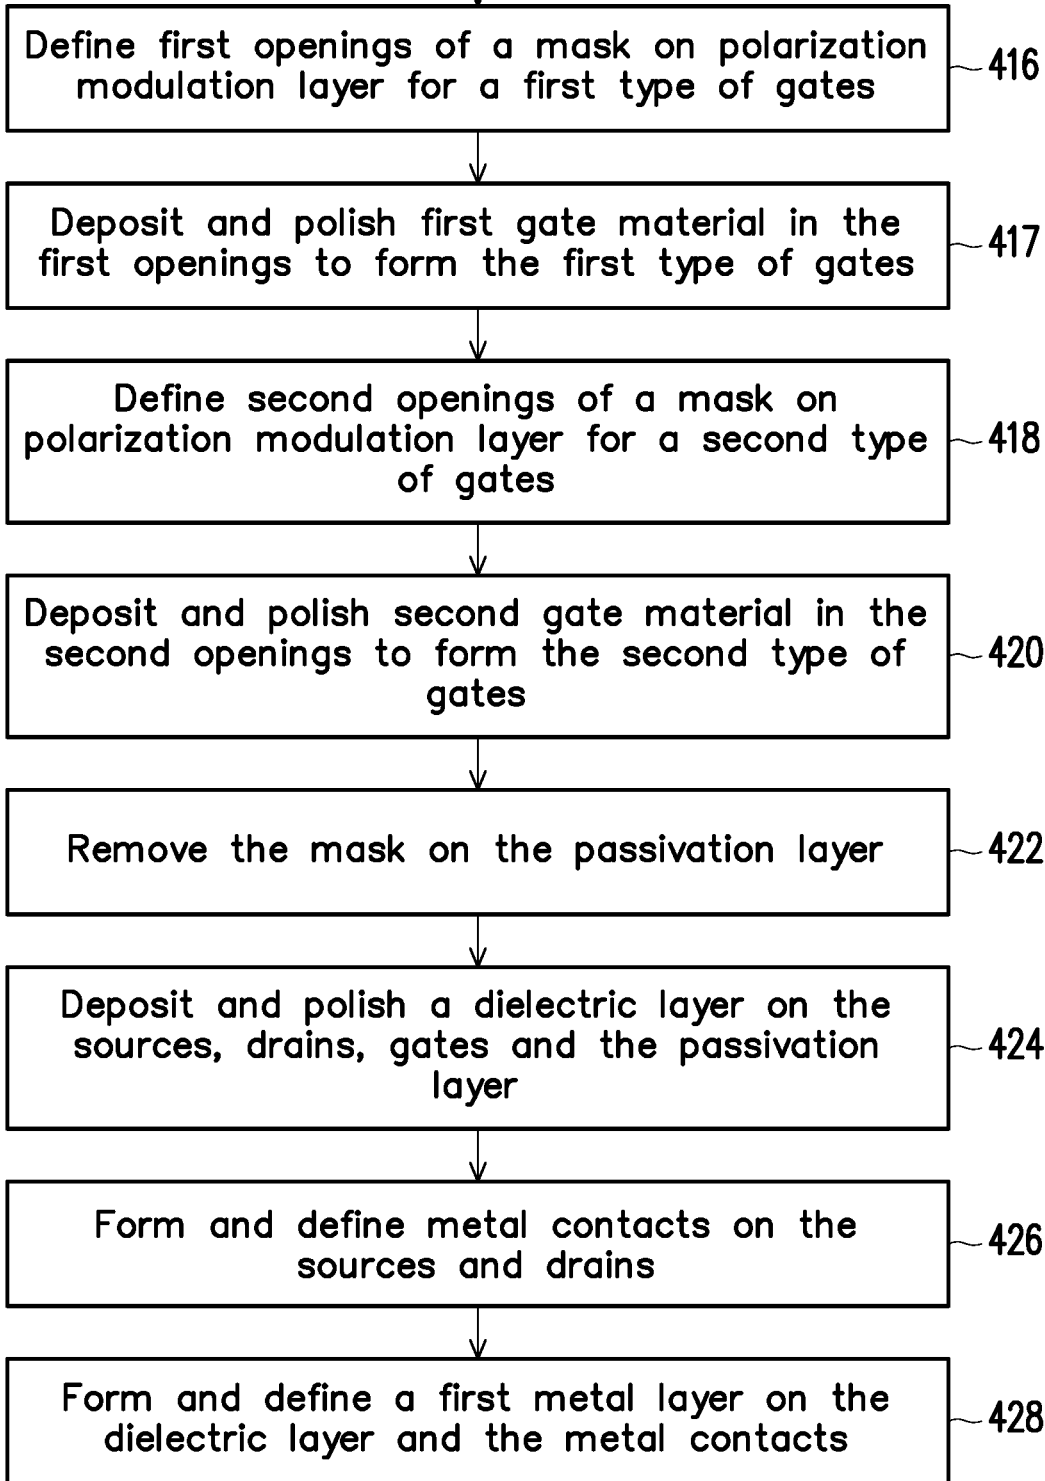 Define first openings of a mask on polarization
modulation layer for a first type of gates
416
Deposit and polish first gate material in the
first openings to form the first type of gates
417
Define second openings of a mask on
polarization modulation layer for a second type
of gates
418
Deposit and polish second gate material in the
second openings to form the second type of
gates
420
Remove the mask on the passivation layer
422
Deposit and polish a dielectric layer on the
sources, drains, gates and the passivation
layer
424
Form and define metal contacts on the
sources and drains
426
Form and define a first metal layer on the
dielectric layer and the metal contacts
428